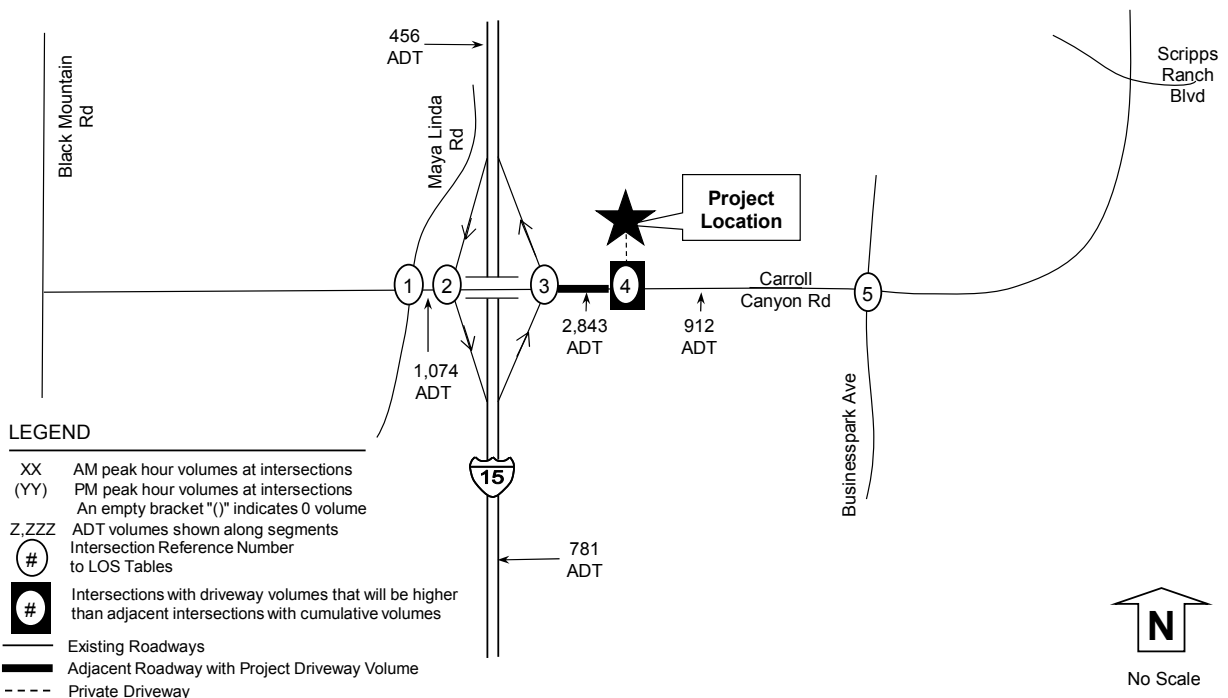 456
ADT
Black Mountain
Rd
Maya Linda
Rd
Scripps
Ranch
Blvd
Project
Location
1
2
3
4
5
Carroll
Canyon Rd
2,843
ADT
912
ADT
1,074
ADT
Businesspark Ave
15
781
ADT
LEGEND
XX AM peak hour volumes at intersections
(YY) PM peak hour volumes at intersections
An empty bracket "()" indicates 0 volume
Z,ZZZ ADT volumes shown along segments
# Intersection Reference Number
to LOS Tables
# Intersections with driveway volumes that will be higher
than adjacent intersections with cumulative volumes
Existing Roadways
Adjacent Roadway with Project Driveway Volume
Private Driveway
N
No Scale